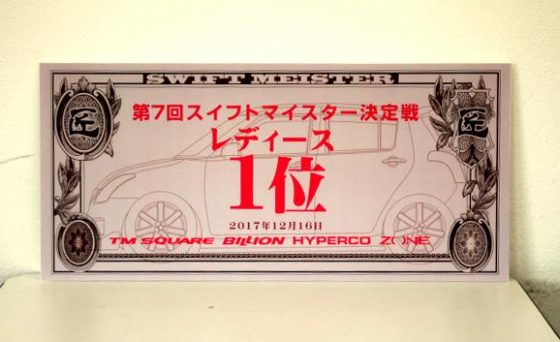 SWIFT MEISTER
匠 匠
第7回スイフトマイスター決定戦
レディース
1位
2017年12月16日
TM SQUARE BILLION HYPERCO ZONE